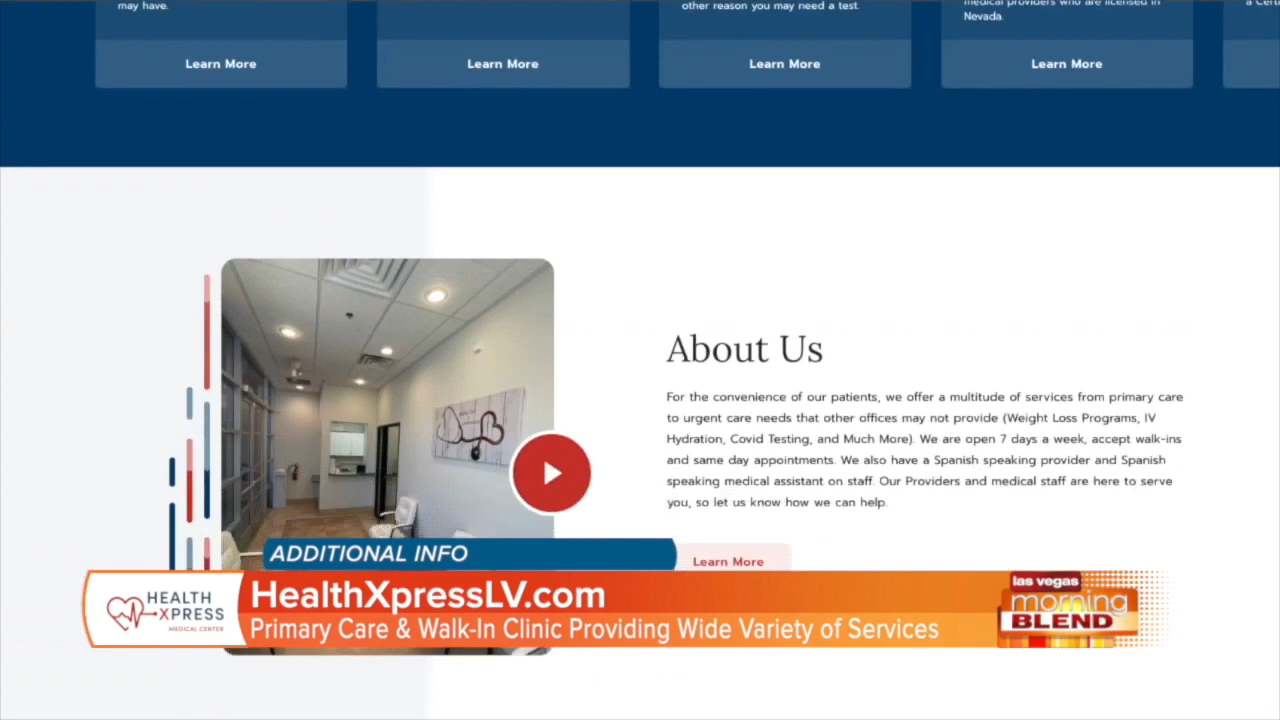 may have.
other reason you may need a test.
medical providers who are licensed in
Nevada.
Learn More
Learn More
Learn More
Learn More
About Us
For the convenience of our patients, we offer a multitude of services from primary care
to urgent care needs that other offices may not provide (Weight Loss Programs, IV
Hydration, Covid Testing, and Much More). We are open 7 days a week, accept walk-ins
and same day appointments. We also have a Spanish speaking provider and Spanish
speaking medical assistant on staff. Our Providers and medical staff are here to serve
you, so let us know how we can help.
Learn More
ADDITIONAL INFO
HEALTH
XPRESS
MEDICAL CENTER
HealthXpressLV.com
Primary Care & Walk-In Clinic Providing Wide Variety of Services
las vegas
morning
BLEND